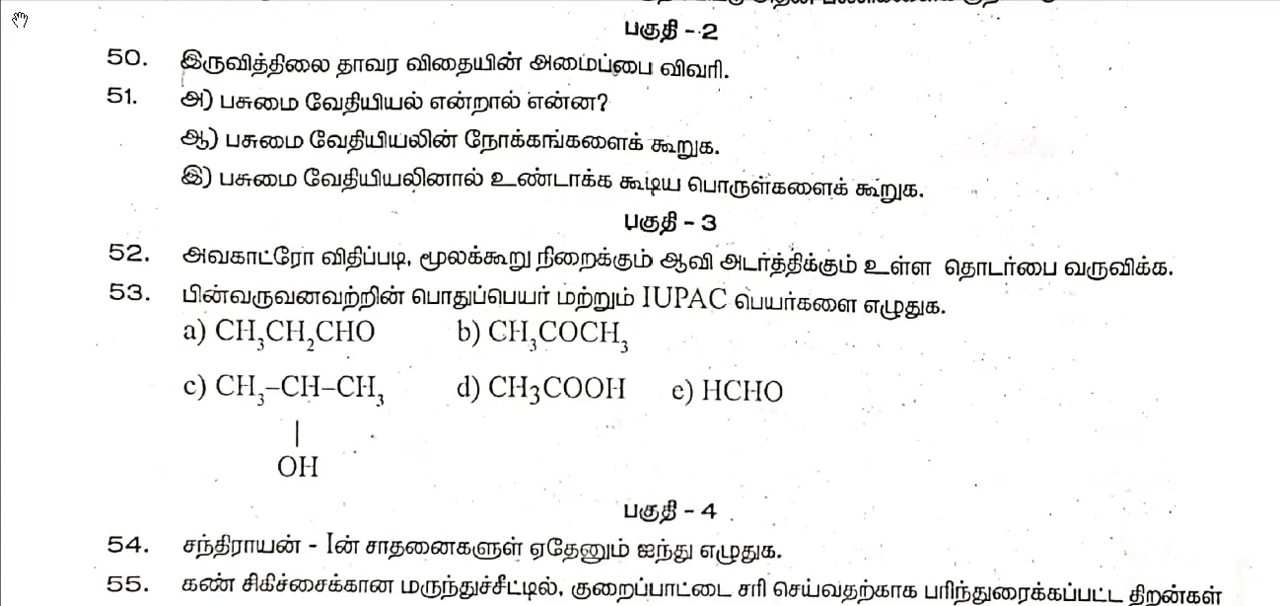 பகுதி - 2
50. இருவித்திலை தாவர விதையின் அமைப்பை விவரி.
51. அ) பசுமை வேதியியல் என்றால் என்ன?
ஆ) பசுமை வேதியியலின் நோக்கங்களைக் கூறுக.
இ) பசுமை வேதியியலினால் உண்டாக்க கூடிய பொருள்களைக் கூறுக.
பகுதி - 3
52. அவகாட்ரோ விதிப்படி, மூலக்கூறு நிறைக்கும் ஆவி அடர்த்திக்கும் உள்ள தொடர்பை வருவிக்க.
53. பின்வருவனவற்றின் பொதுப்பெயர் மற்றும் IUPAC பெயர்களை எழுதுக.
a) CH₃CH₂CHO b) CH₃COCH₃
c) CH₃–CH–CH₃ d) CH3COOH e) HCHO
|
OH
பகுதி - 4
54. சந்திராயன் - Iன் சாதனைகளுள் ஏதேனும் ஐந்து எழுதுக.
55. கண் சிகிச்சைக்கான மருந்துச்சீட்டில், குறைப்பாட்டை சரி செய்வதற்காக பரிந்துரைக்கப்பட்ட திறன்கள்